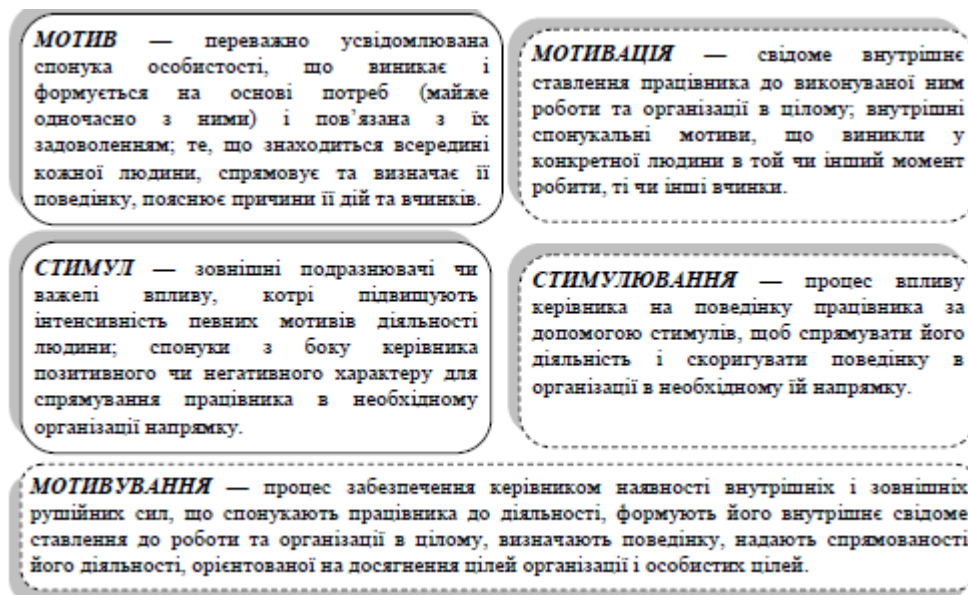 МОТИВ — переважно усвідомлювана
спонука особистості, що виникає і
формується на основі потреб (майже
одночасно з ними) і пов’язана з їх
задоволенням; те, що знаходиться всередині
кожної людини, спрямовує та визначає її
поведінку, пояснює причини її дій та вчинків.
МОТИВАЦІЯ — свідоме внутрішнє
ставлення працівника до виконуваної ним
роботи та організації в цілому; внутрішні
спонукальні мотиви, що виникли у
конкретної людини в той чи інший момент
робити, ті чи інші вчинки.
СТИМУЛ — зовнішні подразнювачі чи
важелі впливу, котрі підвищують
інтенсивність певних мотивів діяльності
людини; спонуки з боку керівника
позитивного чи негативного характеру для
спрямування працівника в необхідному
організації напрямку.
СТИМУЛЮВАННЯ — процес впливу
керівника на поведінку працівника за
допомогою стимулів, щоб спрямувати його
діяльність і скоригувати поведінку в
організації в необхідному їй напрямку.
МОТИВУВАННЯ — процес забезпечення керівником наявності внутрішніх і зовнішніх
рушійних сил, що спонукають працівника до діяльності, формують його внутрішнє свідоме
ставлення до роботи та організації в цілому, визначають поведінку, надають спрямованості
його діяльності, орієнтованої на досягнення цілей організації і особистих цілей.